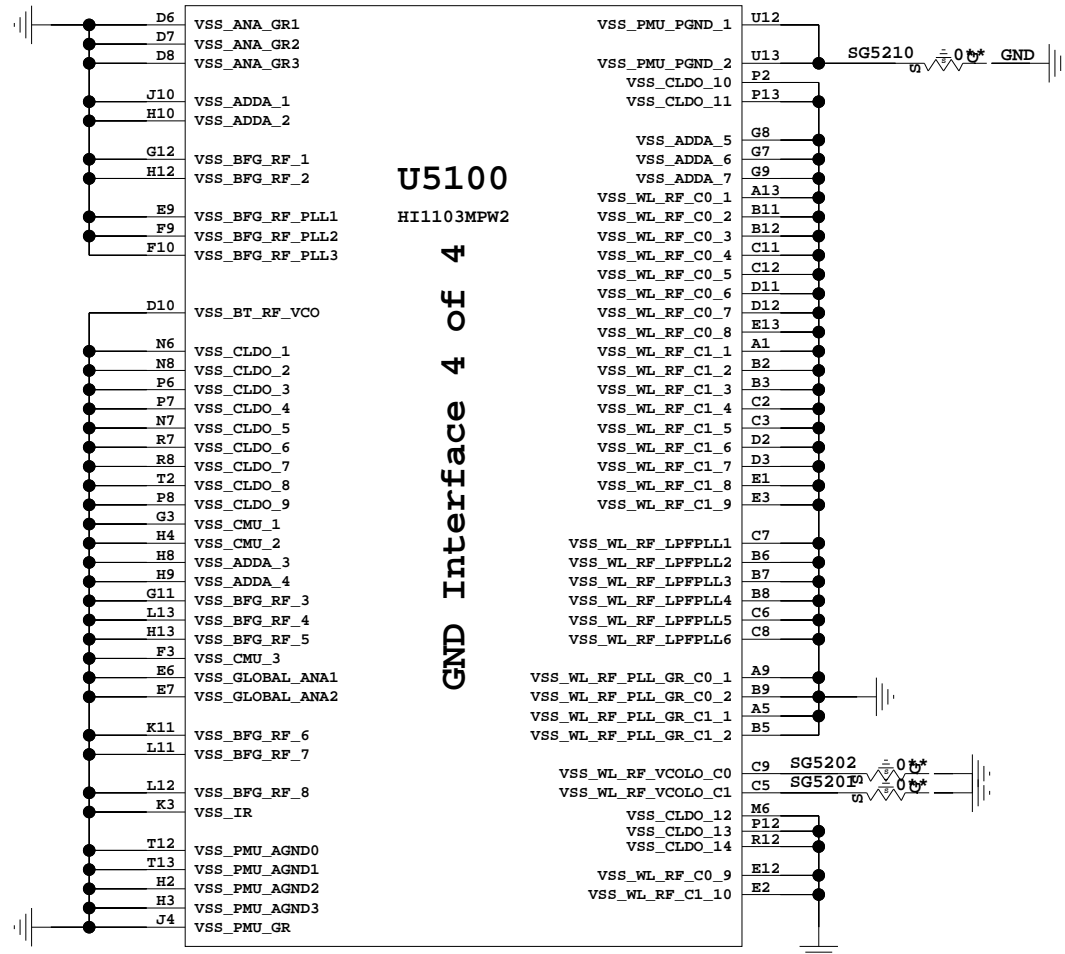 D6 VSS_ANA_GR1
D7 VSS_ANA_GR2
D8 VSS_ANA_GR3
J10 VSS_ADDA_1
H10 VSS_ADDA_2
G12 VSS_BFG_RF_1
H12 VSS_BFG_RF_2
E9 VSS_BFG_RF_PLL1
F9 VSS_BFG_RF_PLL2
F10 VSS_BFG_RF_PLL3
D10 VSS_BT_RF_VCO
N6 VSS_CLDO_1
N8 VSS_CLDO_2
P6 VSS_CLDO_3
P7 VSS_CLDO_4
N7 VSS_CLDO_5
R7 VSS_CLDO_6
R8 VSS_CLDO_7
T2 VSS_CLDO_8
P8 VSS_CLDO_9
G3 VSS_CMU_1
H4 VSS_CMU_2
H8 VSS_ADDA_3
H9 VSS_ADDA_4
G11 VSS_BFG_RF_3
L13 VSS_BFG_RF_4
H13 VSS_BFG_RF_5
F3 VSS_CMU_3
E6 VSS_GLOBAL_ANA1
E7 VSS_GLOBAL_ANA2
K11 VSS_BFG_RF_6
L11 VSS_BFG_RF_7
L12 VSS_BFG_RF_8
K3 VSS_IR
T12 VSS_PMU_AGND0
T13 VSS_PMU_AGND1
H2 VSS_PMU_AGND2
H3 VSS_PMU_AGND3
J4 VSS_PMU_GR
U5100
HI1103MPW2
GND Interface 4 of 4
VSS_PMU_PGND_1 U12
VSS_PMU_PGND_2 U13 SG5210 S 0 G** GND
VSS_CLDO_10 P2
VSS_CLDO_11 P13
VSS_ADDA_5 G8
VSS_ADDA_6 G7
VSS_ADDA_7 G9
VSS_WL_RF_C0_1 A13
VSS_WL_RF_C0_2 B11
VSS_WL_RF_C0_3 B12
VSS_WL_RF_C0_4 C11
VSS_WL_RF_C0_5 C12
VSS_WL_RF_C0_6 D11
VSS_WL_RF_C0_7 D12
VSS_WL_RF_C0_8 E13
VSS_WL_RF_C1_1 A1
VSS_WL_RF_C1_2 B2
VSS_WL_RF_C1_3 B3
VSS_WL_RF_C1_4 C2
VSS_WL_RF_C1_5 C3
VSS_WL_RF_C1_6 D2
VSS_WL_RF_C1_7 D3
VSS_WL_RF_C1_8 E1
VSS_WL_RF_C1_9 E3
VSS_WL_RF_LPFPLL1 C7
VSS_WL_RF_LPFPLL2 B6
VSS_WL_RF_LPFPLL3 B7
VSS_WL_RF_LPFPLL4 B8
VSS_WL_RF_LPFPLL5 C6
VSS_WL_RF_LPFPLL6 C8
VSS_WL_RF_PLL_GR_C0_1 A9
VSS_WL_RF_PLL_GR_C0_2 B9
VSS_WL_RF_PLL_GR_C1_1 A5
VSS_WL_RF_PLL_GR_C1_2 B5
VSS_WL_RF_VCOLO_C0 C9 SG5202 S 0 G**
VSS_WL_RF_VCOLO_C1 C5 SG5201 S 0 G**
VSS_CLDO_12 M6
VSS_CLDO_13 P12
VSS_CLDO_14 R12
VSS_WL_RF_C0_9 E12
VSS_WL_RF_C1_10 E2